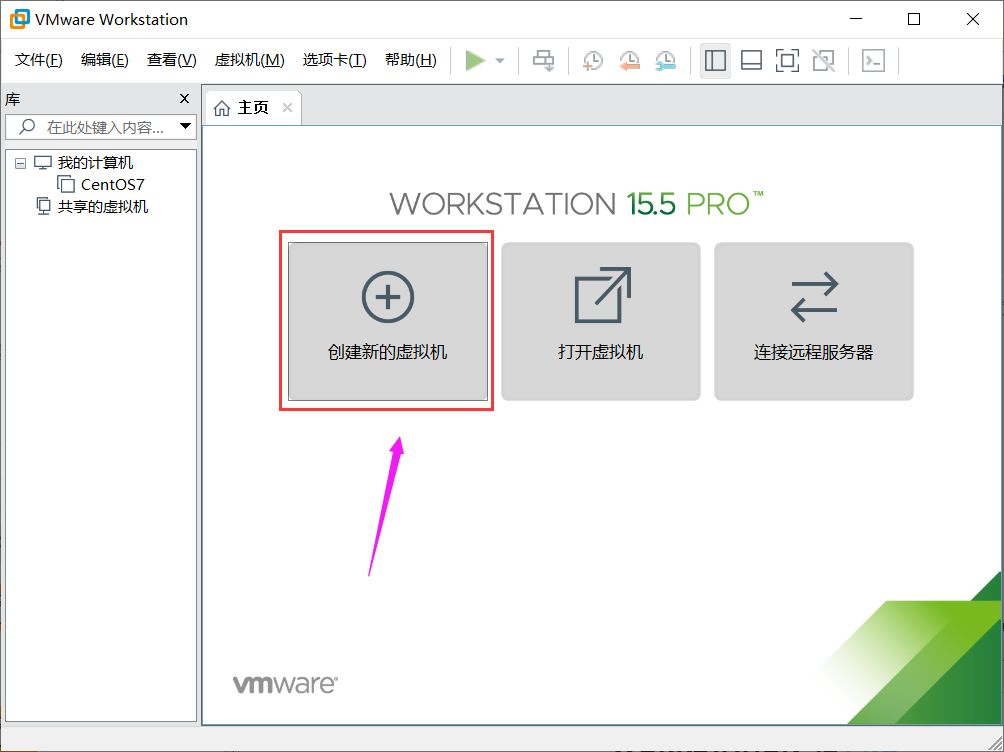 VMware Workstation
文件(F) 编辑(E) 查看(V) 虚拟机(M) 选项卡(T) 帮助(H)
库
在此处键入内容...
我的计算机
CentOS7
共享的虚拟机
主页
WORKSTATION 15.5 PRO™
创建新的虚拟机
打开虚拟机
连接远程服务器
vmware®